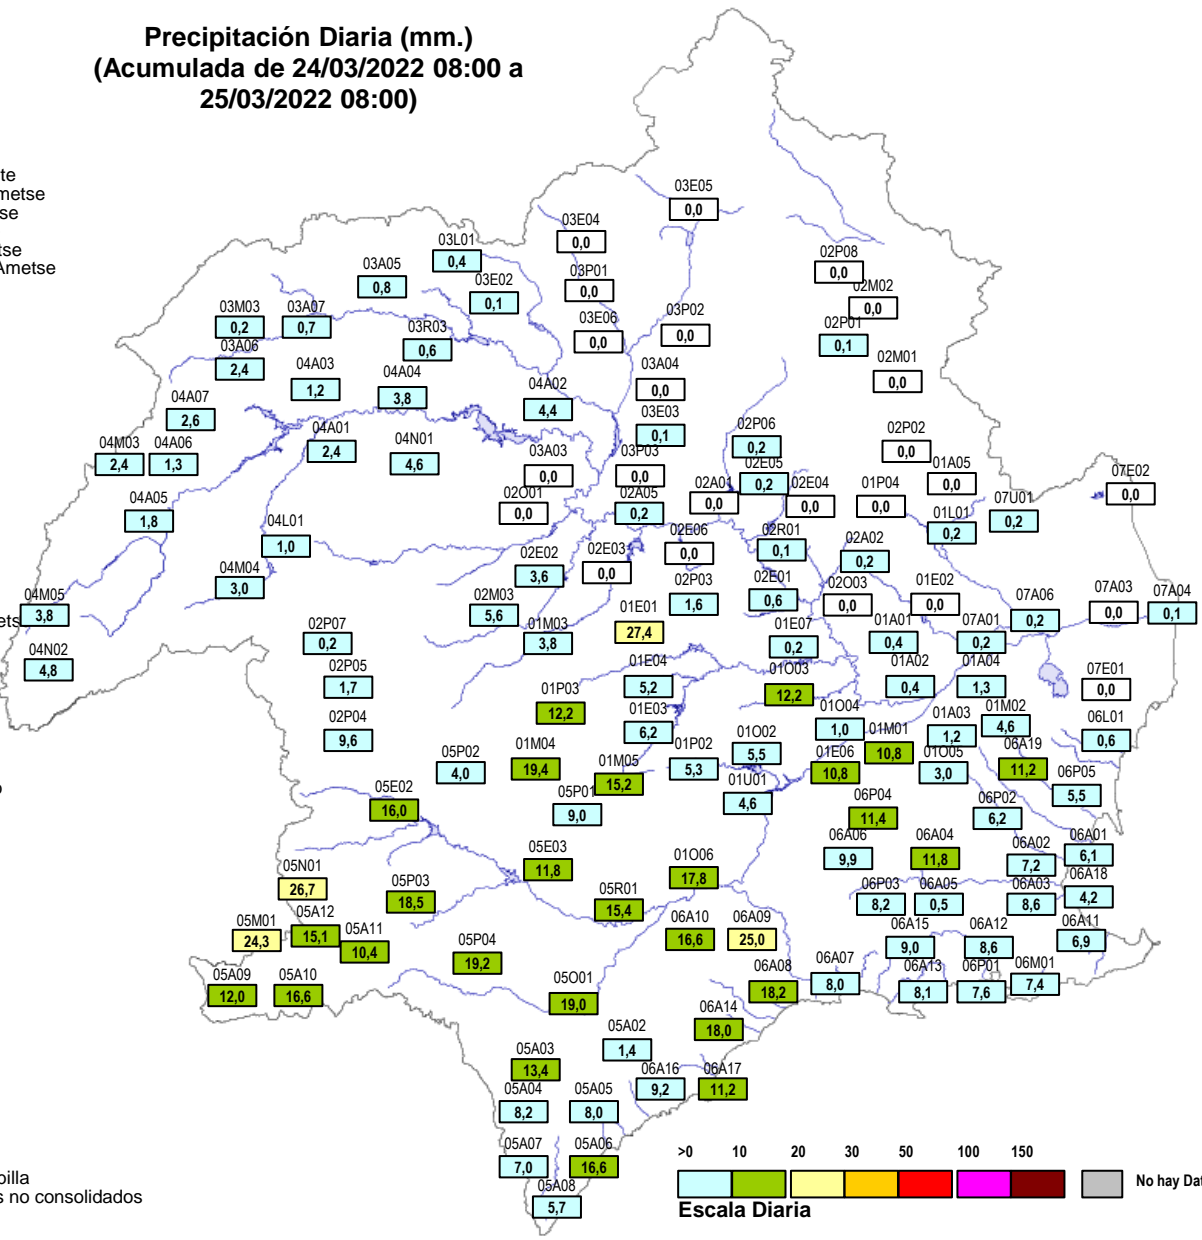 Precipitación Diaria (mm.)
(Acumulada de 24/03/2022 08:00 a
25/03/2022 08:00)
te
metse
se
tse
Ametse
03E05
0,0
03E04
0,0
03L01
0,4
03A05
0,8
03P01
0,0
03E02
0,1
02P08
0,0
02M02
0,0
03M03
0,2
03A07
0,7
03R03
0,6
03E06
0,0
03P02
0,0
02P01
0,1
03A06
2,4
04A03
1,2
04A04
3,8
04A02
4,4
03A04
0,0
02M01
0,0
04A07
2,6
03E03
0,1
02P06
0,2
02P02
0,0
04M03
2,4
04A06
1,3
04A01
2,4
04N01
4,6
03A03
0,0
03P03
0,0
02E05
0,2
01A05
0,0
07E02
0,0
04A05
1,8
02O01
0,0
02A05
0,2
02A01
0,0
02E04
0,0
01P04
0,0
01L01
0,2
07U01
0,2
04L01
1,0
02E06
0,0
02R01
0,1
02A02
0,2
04M04
3,0
02E02
3,6
02E03
0,0
04M05
3,8
ets
02M03
5,6
02P03
1,6
02E01
0,6
02O03
0,0
01E02
0,0
07A06
0,2
07A03
0,0
07A04
0,1
02P07
0,2
01M03
3,8
01E01
27,4
01E07
0,2
01A01
0,4
07A01
0,2
04N02
4,8
02P05
1,7
01E04
5,2
01O03
12,2
01A02
0,4
01A04
1,3
07E01
0,0
01P03
12,2
01E03
6,2
01O04
1,0
01M02
4,6
02P04
9,6
01O02
5,5
01M01
10,8
01A03
1,2
06L01
0,6
05P02
4,0
01M04
19,4
01M05
15,2
01P02
5,3
01E06
10,8
01O05
3,0
06A19
11,2
05E02
16,0
05P01
9,0
01U01
4,6
06P04
11,4
06P02
6,2
06P05
5,5
05E03
11,8
01O06
17,8
06A06
9,9
06A04
11,8
06A02
7,2
06A01
6,1
05N01
26,7
05P03
18,5
05R01
15,4
06P03
8,2
06A05
0,5
06A03
8,6
06A18
4,2
05M01
24,3
05A12
15,1
05A11
10,4
06A10
16,6
06A09
25,0
06A15
9,0
06A12
8,6
06A11
6,9
05P04
19,2
05A09
12,0
05A10
16,6
05O01
19,0
06A08
18,2
06A07
8,0
06A13
8,1
06P01
7,6
06M01
7,4
06A14
18,0
05A02
1,4
05A03
13,4
06A16
9,2
06A17
11,2
05A04
8,2
05A05
8,0
05A07
7,0
05A06
16,6
05A08
5,7
oilla
s no consolidados
>0 10 20 30 50 100 150
No hay Dat
Escala Diaria